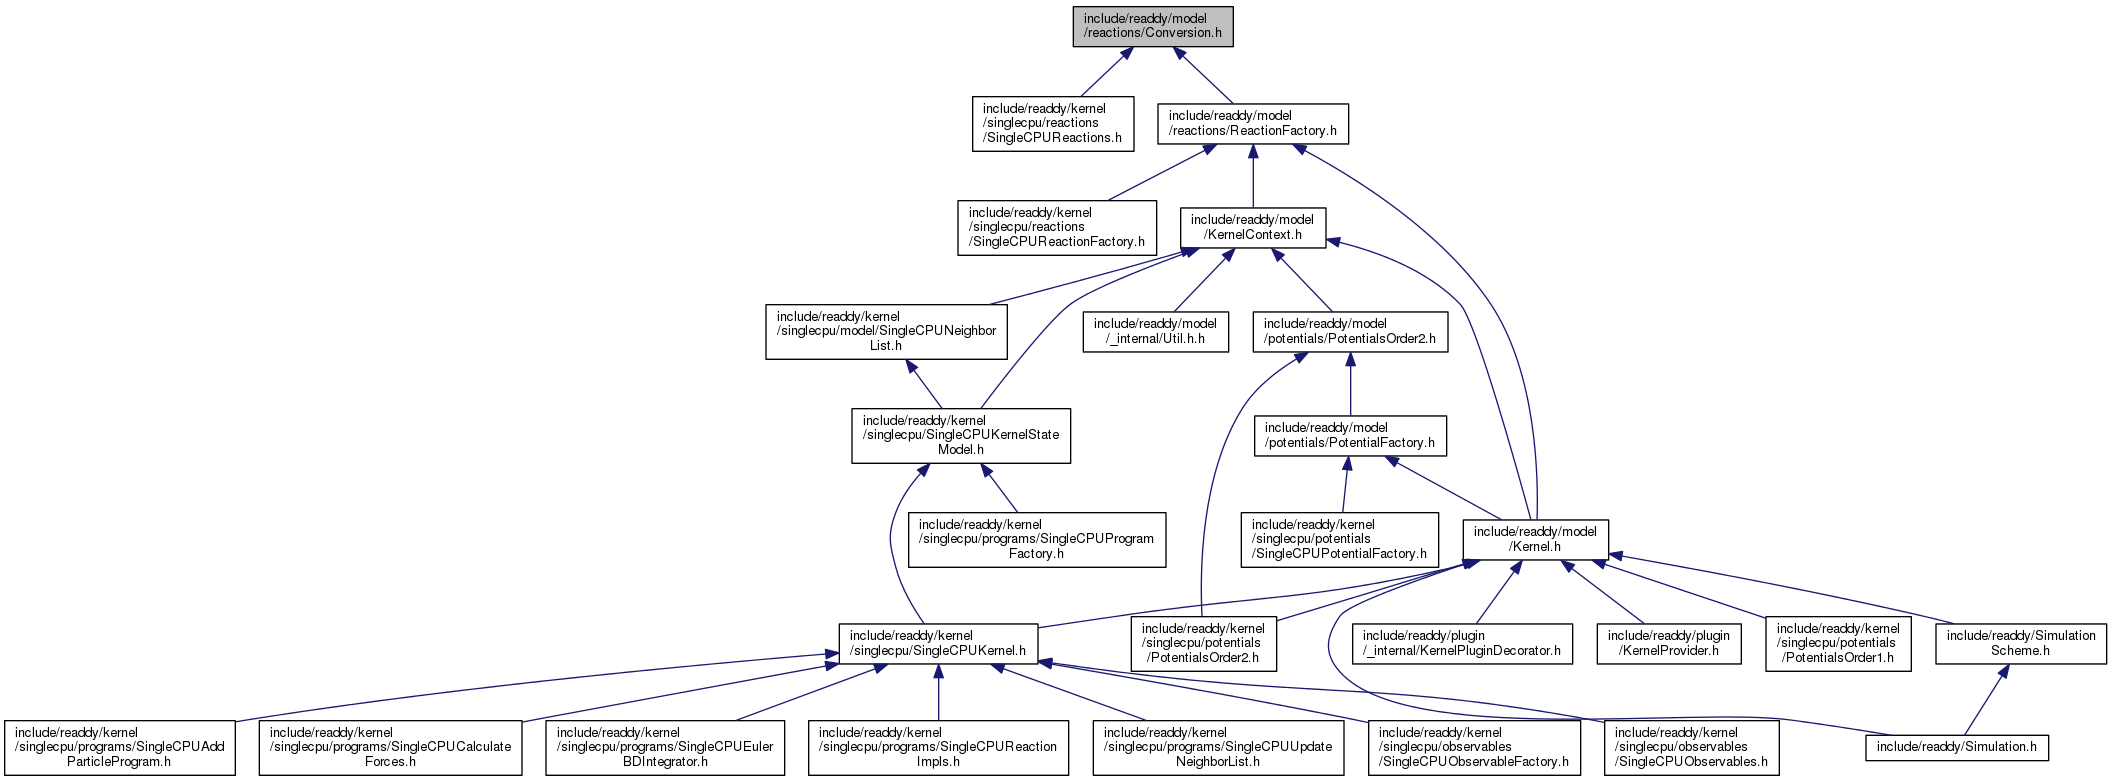 include/readdy/model
/reactions/Conversion.h
include/readdy/kernel
/singlecpu/reactions
/SingleCPUReactions.h
include/readdy/model
/reactions/ReactionFactory.h
include/readdy/kernel
/singlecpu/reactions
/SingleCPUReactionFactory.h
include/readdy/model
/KernelContext.h
include/readdy/kernel
/singlecpu/model/SingleCPUNeighbor
List.h
include/readdy/model
/_internal/Util.h.h
include/readdy/model
/potentials/PotentialsOrder2.h
include/readdy/kernel
/singlecpu/SingleCPUKernelState
Model.h
include/readdy/model
/potentials/PotentialFactory.h
include/readdy/kernel
/singlecpu/programs/SingleCPUProgram
Factory.h
include/readdy/kernel
/singlecpu/potentials
/SingleCPUPotentialFactory.h
include/readdy/model
/Kernel.h
include/readdy/kernel
/singlecpu/SingleCPUKernel.h
include/readdy/kernel
/singlecpu/potentials
/PotentialsOrder2.h
include/readdy/plugin
/_internal/KernelPluginDecorator.h
include/readdy/plugin
/KernelProvider.h
include/readdy/kernel
/singlecpu/potentials
/PotentialsOrder1.h
include/readdy/Simulation
Scheme.h
include/readdy/kernel
/singlecpu/programs/SingleCPUAdd
ParticleProgram.h
include/readdy/kernel
/singlecpu/programs/SingleCPUCalculate
Forces.h
include/readdy/kernel
/singlecpu/programs/SingleCPUEuler
BDIntegrator.h
include/readdy/kernel
/singlecpu/programs/SingleCPUReaction
Impls.h
include/readdy/kernel
/singlecpu/programs/SingleCPUUpdate
NeighborList.h
include/readdy/kernel
/singlecpu/observables
/SingleCPUObservableFactory.h
include/readdy/kernel
/singlecpu/observables
/SingleCPUObservables.h
include/readdy/Simulation.h